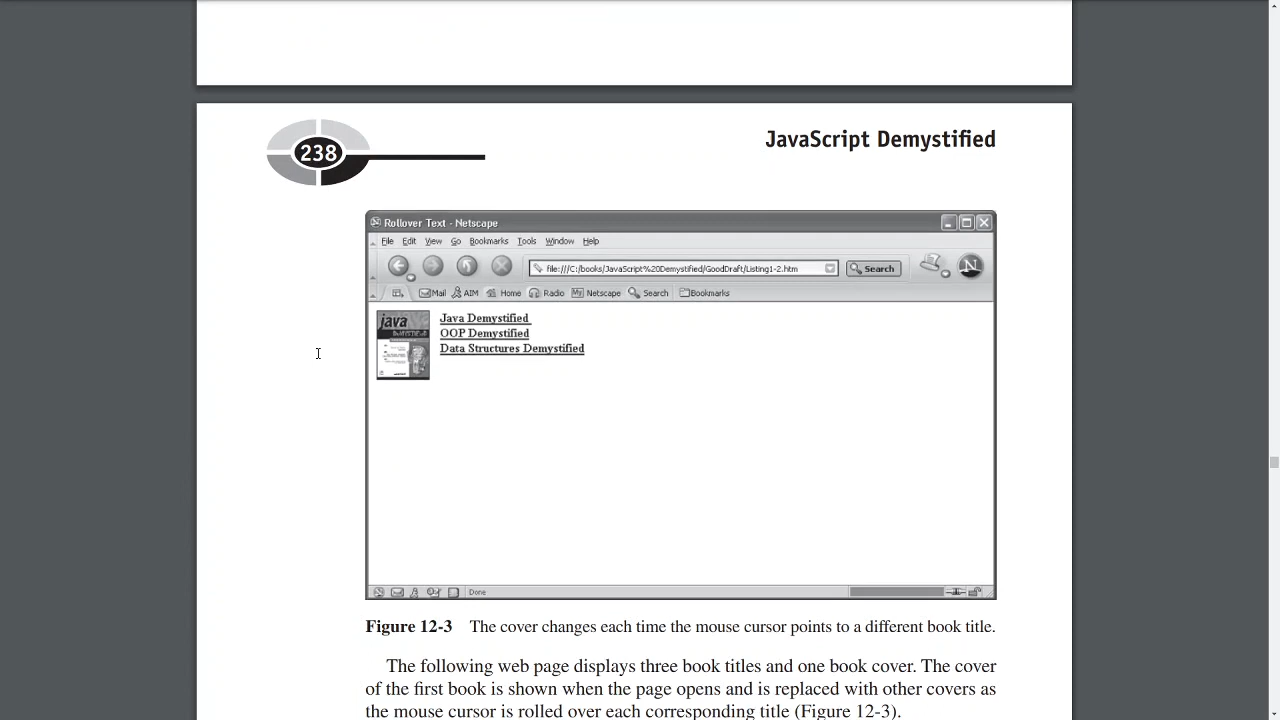 238
JavaScript Demystified
Rollover Text - Netscape
File Edit View Go Bookmarks Tools Window Help
file:///C:/books/JavaScript%20Demystified/GoodDraft/Listing1-2.htm Search N
Mail AIM Home Radio My Netscape Search Bookmarks
java
DEMYSTIFIED
Java Demystified
OOP Demystified
Data Structures Demystified
Done
Figure 12-3 The cover changes each time the mouse cursor points to a different book title.
The following web page displays three book titles and one book cover. The cover
of the first book is shown when the page opens and is replaced with other covers as
the mouse cursor is rolled over each corresponding title (Figure 12-3).